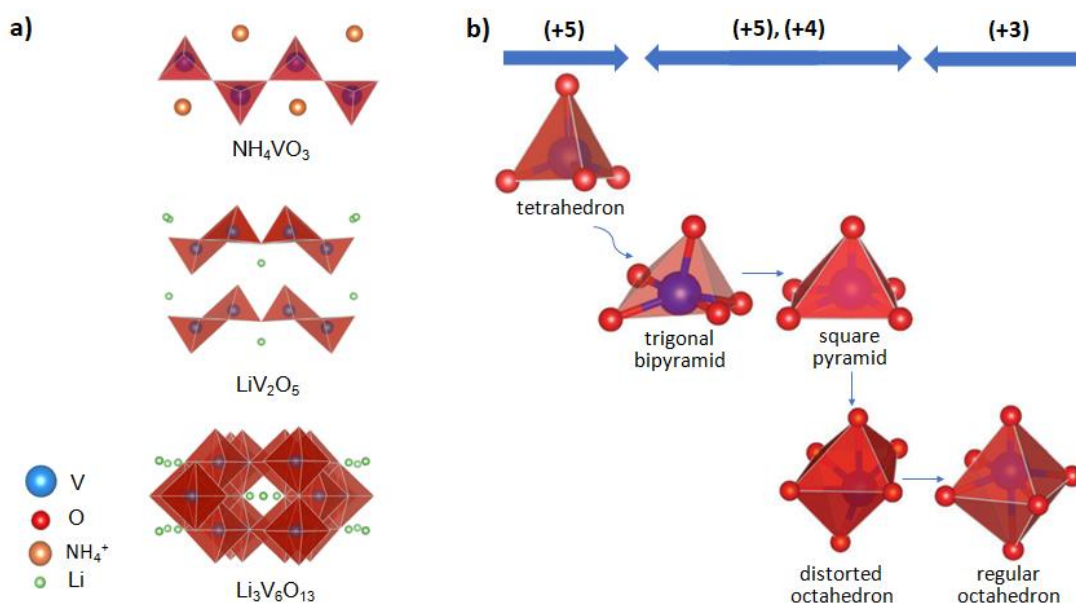 a)
NH₄VO₃
LiV₂O₅
Li₃V₆O₁₃
V
O
NH₄⁺
Li
b)
(+5)
(+5), (+4)
(+3)
tetrahedron
trigonal
bipyramid
square
pyramid
distorted
octahedron
regular
octahedron